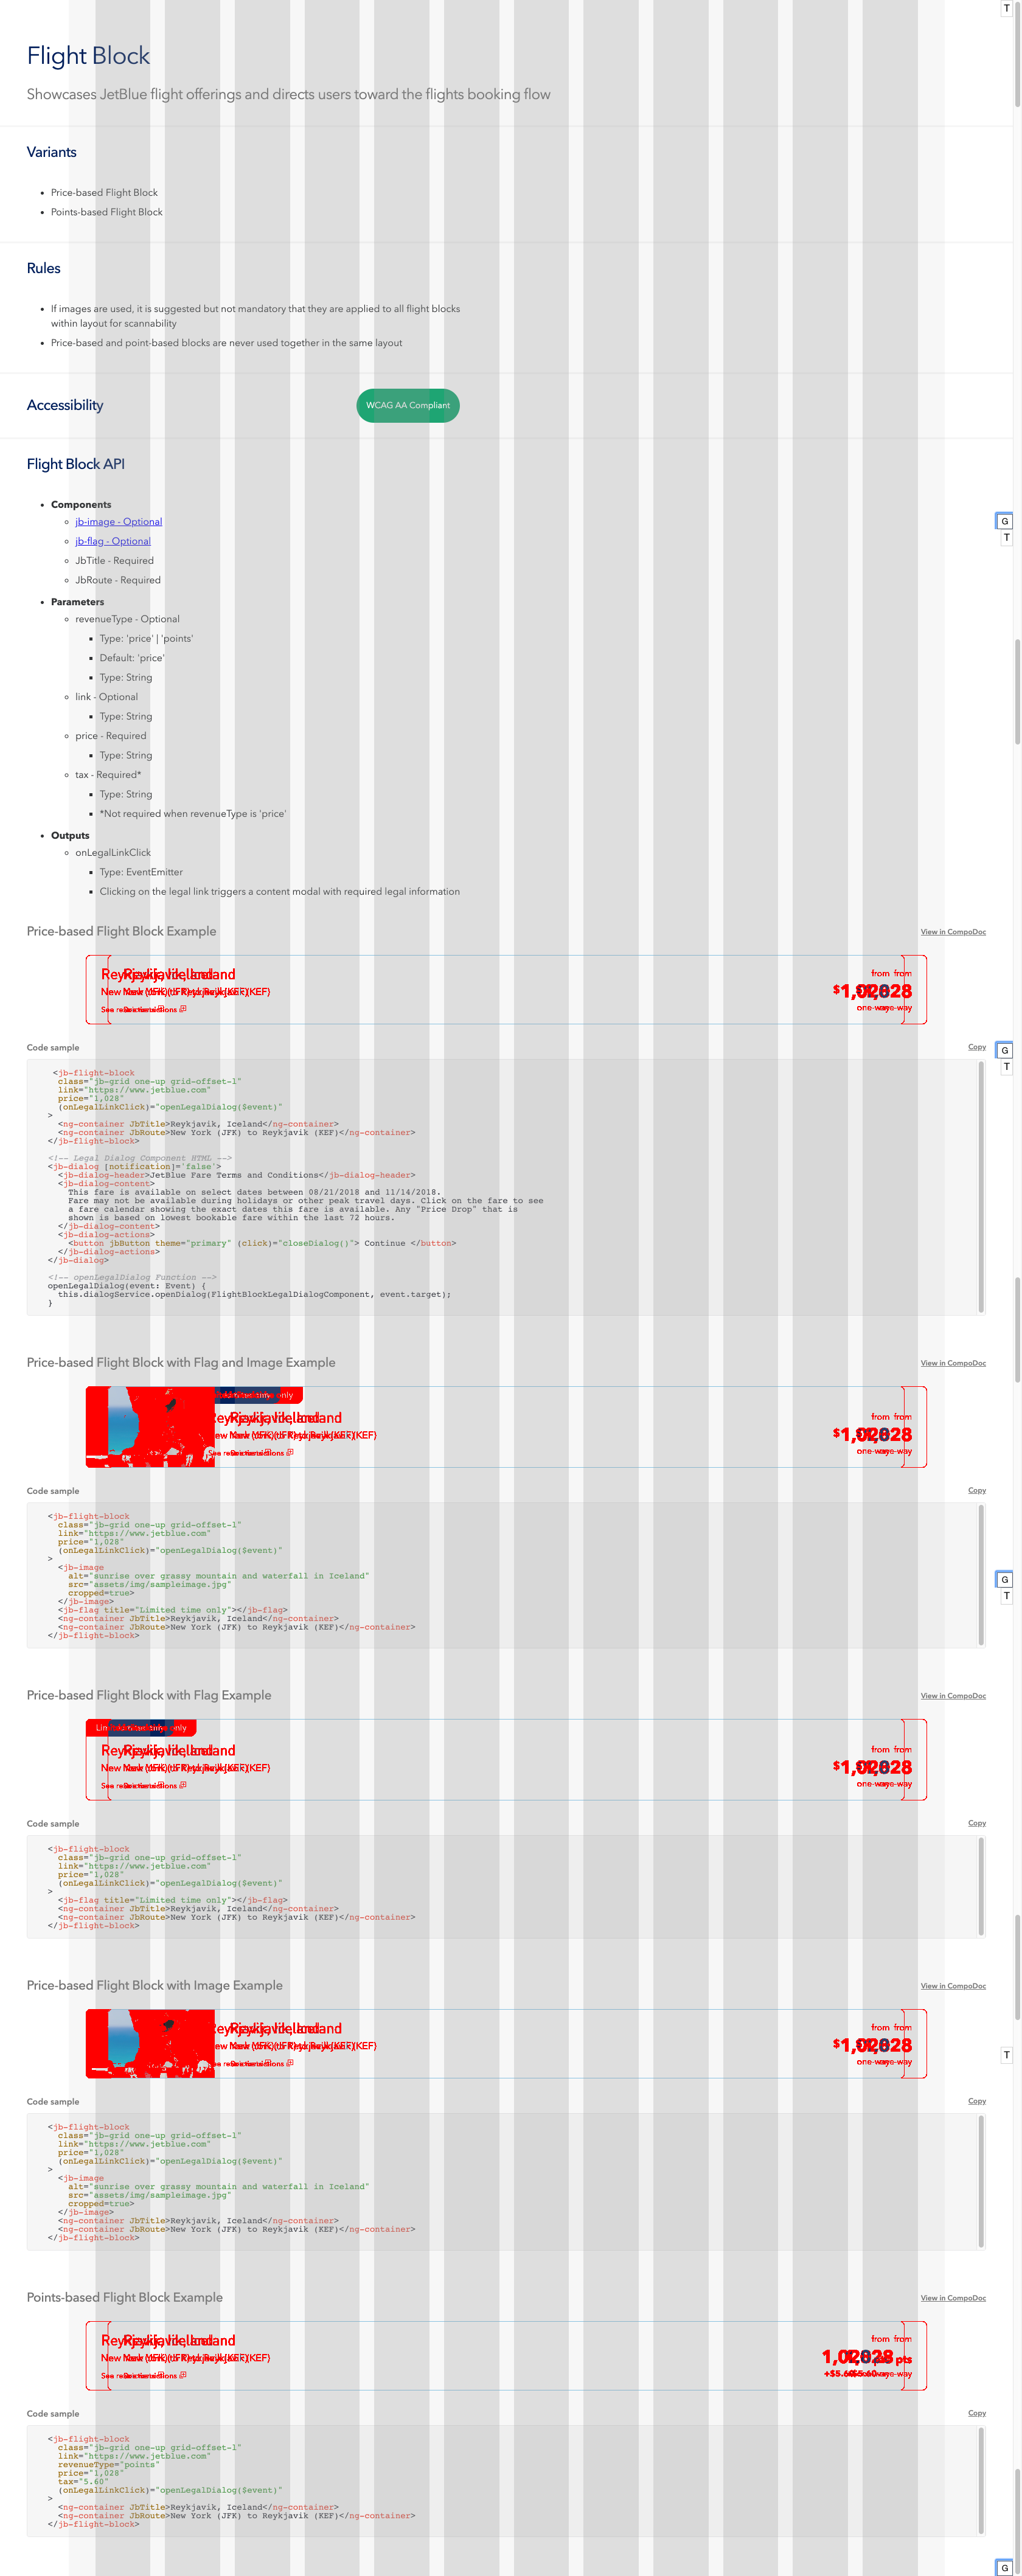 T
Flight Block
Showcases JetBlue flight offerings and directs users toward the flights booking flow
Variants
Price-based Flight Block
Points-based Flight Block
Rules
If images are used, it is suggested but not mandatory that they are applied to all flight blocks
within layout for scannability
Price-based and point-based blocks are never used together in the same layout
Accessibility
WCAG AA Compliant
Flight Block API
Components
jb-image - Optional
G
jb-flag - Optional
T
JbTitle - Required
JbRoute - Required
Parameters
revenueType - Optional
Type: 'price' | 'points'
Default: 'price'
Type: String
link - Optional
Type: String
price - Required
Type: String
tax - Required*
Type: String
*Not required when revenueType is 'price'
Outputs
onLegalLinkClick
Type: EventEmitter
Clicking on the legal link triggers a content modal with required legal information
Price-based Flight Block Example
View in CompoDoc
from from
Code sample
Copy
G
T
<jb-flight-block
class="jb-grid one-up grid-offset-1"
link="https://www.jetblue.com"
price="1,028"
(onLegalLinkClick)="openLegalDialog($event)"
>
<ng-container JbTitle>Reykjavik, Iceland</ng-container>
<ng-container JbRoute>New York (JFK) to Reykjavik (KEF)</ng-container>
</jb-flight-block>
<!-- Legal Dialog Component HTML -->
<jb-dialog [notification]='false'>
<jb-dialog-header>JetBlue Fare Terms and Conditions</jb-dialog-header>
<jb-dialog-content>
This fare is available on select dates between 08/21/2018 and 11/14/2018.
Fare may not be available during holidays or other peak travel days. Click on the fare to see
a fare calendar showing the exact dates this fare is available. Any "Price Drop" that is
shown is based on lowest bookable fare within the last 72 hours.
</jb-dialog-content>
<jb-dialog-actions>
<button jbButton theme="primary" (click)="closeDialog()"> Continue </button>
</jb-dialog-actions>
</jb-dialog>
<!-- openLegalDialog Function -->
openLegalDialog(event: Event) {
this.dialogService.openDialog(FlightBlockLegalDialogComponent, event.target);
}
Price-based Flight Block with Flag and Image Example
View in CompoDoc
from from
Code sample
Copy
<jb-flight-block
class="jb-grid one-up grid-offset-1"
link="https://www.jetblue.com"
price="1,028"
(onLegalLinkClick)="openLegalDialog($event)"
>
<jb-image
alt="sunrise over grassy mountain and waterfall in Iceland"
src="assets/img/sampleimage.jpg"
cropped=true>
</jb-image>
G
T
<jb-flag title="Limited time only"></jb-flag>
<ng-container JbTitle>Reykjavik, Iceland</ng-container>
<ng-container JbRoute>New York (JFK) to Reykjavik (KEF)</ng-container>
</jb-flight-block>
Price-based Flight Block with Flag Example
View in CompoDoc
from from
Code sample
Copy
<jb-flight-block
class="jb-grid one-up grid-offset-1"
link="https://www.jetblue.com"
price="1,028"
(onLegalLinkClick)="openLegalDialog($event)"
>
<jb-flag title="Limited time only"></jb-flag>
<ng-container JbTitle>Reykjavik, Iceland</ng-container>
<ng-container JbRoute>New York (JFK) to Reykjavik (KEF)</ng-container>
</jb-flight-block>
Price-based Flight Block with Image Example
View in CompoDoc
from from
T
Code sample
Copy
<jb-flight-block
class="jb-grid one-up grid-offset-1"
link="https://www.jetblue.com"
price="1,028"
(onLegalLinkClick)="openLegalDialog($event)"
>
<jb-image
alt="sunrise over grassy mountain and waterfall in Iceland"
src="assets/img/sampleimage.jpg"
cropped=true>
</jb-image>
<ng-container JbTitle>Reykjavik, Iceland</ng-container>
<ng-container JbRoute>New York (JFK) to Reykjavik (KEF)</ng-container>
</jb-flight-block>
Points-based Flight Block Example
View in CompoDoc
from from
Code sample
Copy
<jb-flight-block
class="jb-grid one-up grid-offset-1"
link="https://www.jetblue.com"
revenueType="points"
price="1,028"
tax="5.60"
(onLegalLinkClick)="openLegalDialog($event)"
>
<ng-container JbTitle>Reykjavik, Iceland</ng-container>
<ng-container JbRoute>New York (JFK) to Reykjavik (KEF)</ng-container>
</jb-flight-block>
G